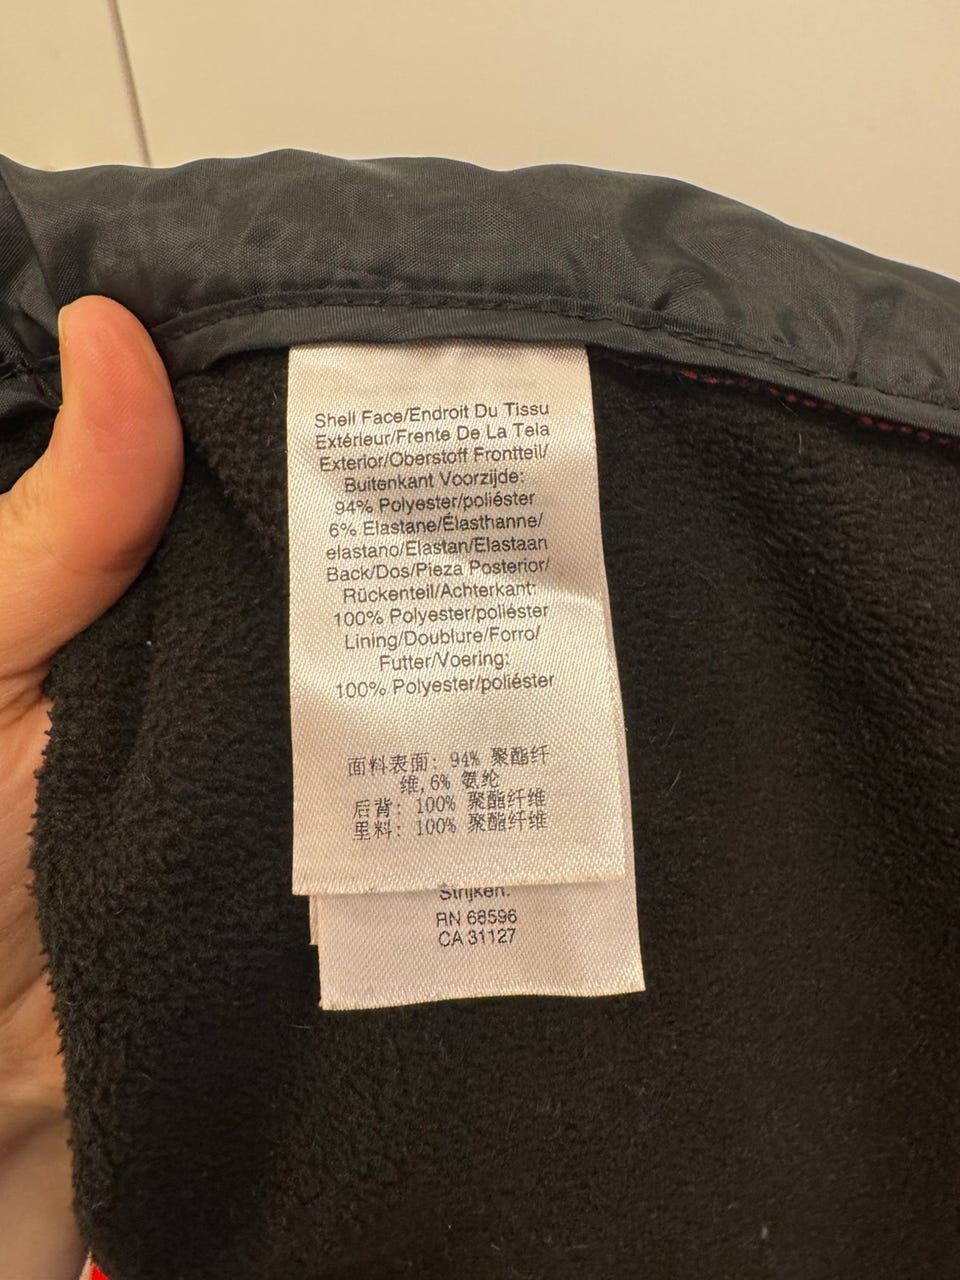 Shell Face/Endroit Du Tissu
Extérieur/Frente De La Tela
Exterior/Oberstoff Frontteil/
Buitenkant Voorzijde:
94% Polyester/poliéster
6% Elastane/Élasthanne/
elastano/Elastan/Elastaan
Back/Dos/Pieza Posterior/
Rückenteil/Achterkant:
100% Polyester/poliéster
Lining/Doublure/Forro/
Futter/Voering:
100% Polyester/poliéster
面料表面: 94% 聚酯纤
维,6% 氨纶
后背: 100% 聚酯纤维
里料: 100% 聚酯纤维
Strijken:
RN 68596
CA 31127